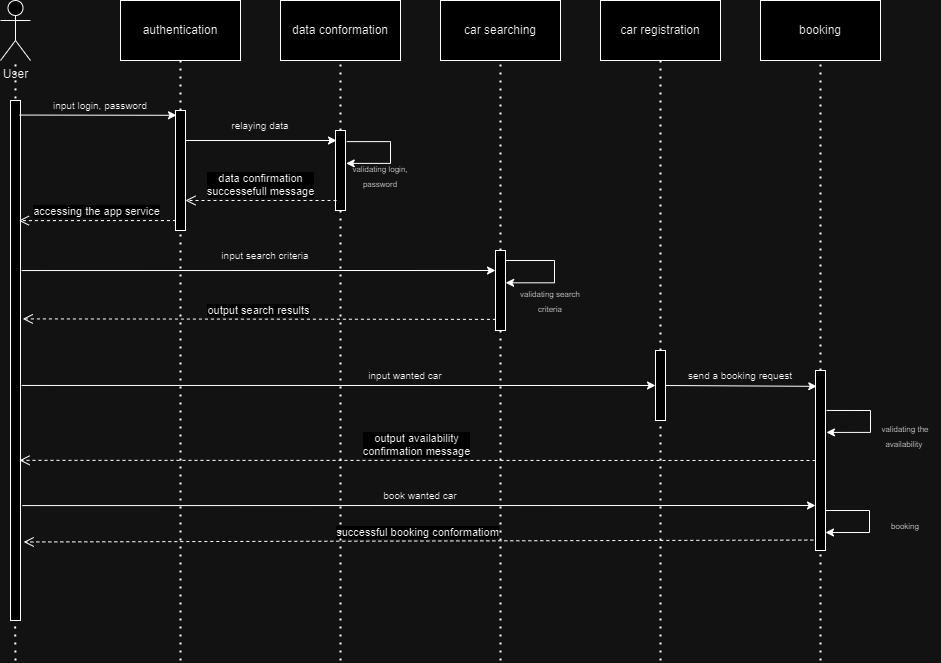 authentication
data conformation
car searching
car registration
booking
User
input login, password
relaying data
validating login,
password
data confirmation
successefull message
accessing the app service
input search criteria
validating search
criteria
output search results
input wanted car
send a booking request
validating the
availability
output availability
confirmation message
book wanted car
booking
successful booking conformatiom